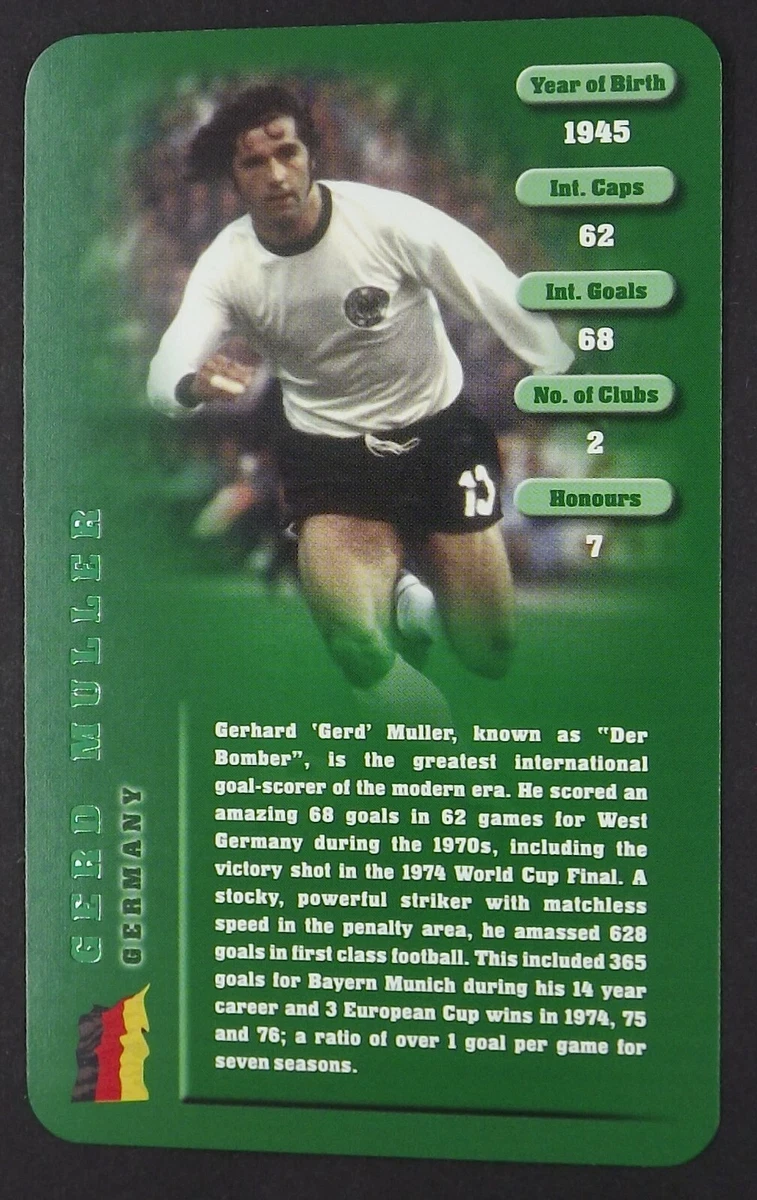 Year of Birth
1945
Int. Caps
62
Int. Goals
68
No. of Clubs
2
Honours
7
13
GERD MULLER
GERMANY
Gerhard 'Gerd' Muller, known as "Der
Bomber", is the greatest international
goal-scorer of the modern era. He scored an
amazing 68 goals in 62 games for West
Germany during the 1970s, including the
victory shot in the 1974 World Cup Final. A
stocky, powerful striker with matchless
speed in the penalty area, he amassed 628
goals in first class football. This included 365
goals for Bayern Munich during his 14 year
career and 3 European Cup wins in 1974, 75
and 76; a ratio of over 1 goal per game for
seven seasons.